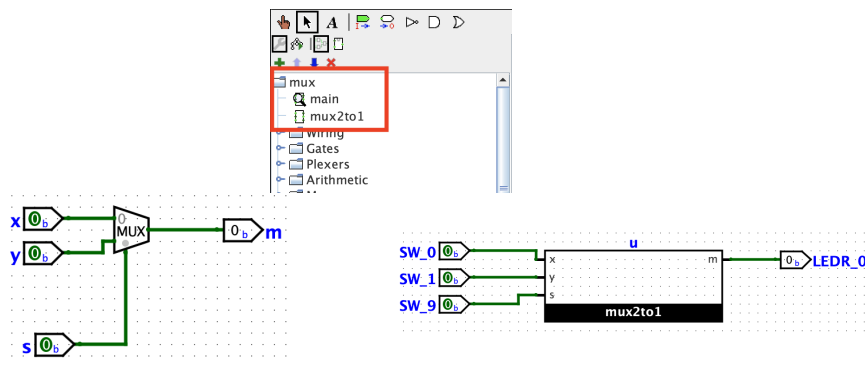 A
mux
main
mux2to1
Wiring
Gates
Plexers
Arithmetic
x 0b
0
MUX
0b m
y 0b
s 0b
u
SW_0 0b
x
m
0b LEDR_0
SW_1 0b
y
SW_9 0b
s
mux2to1